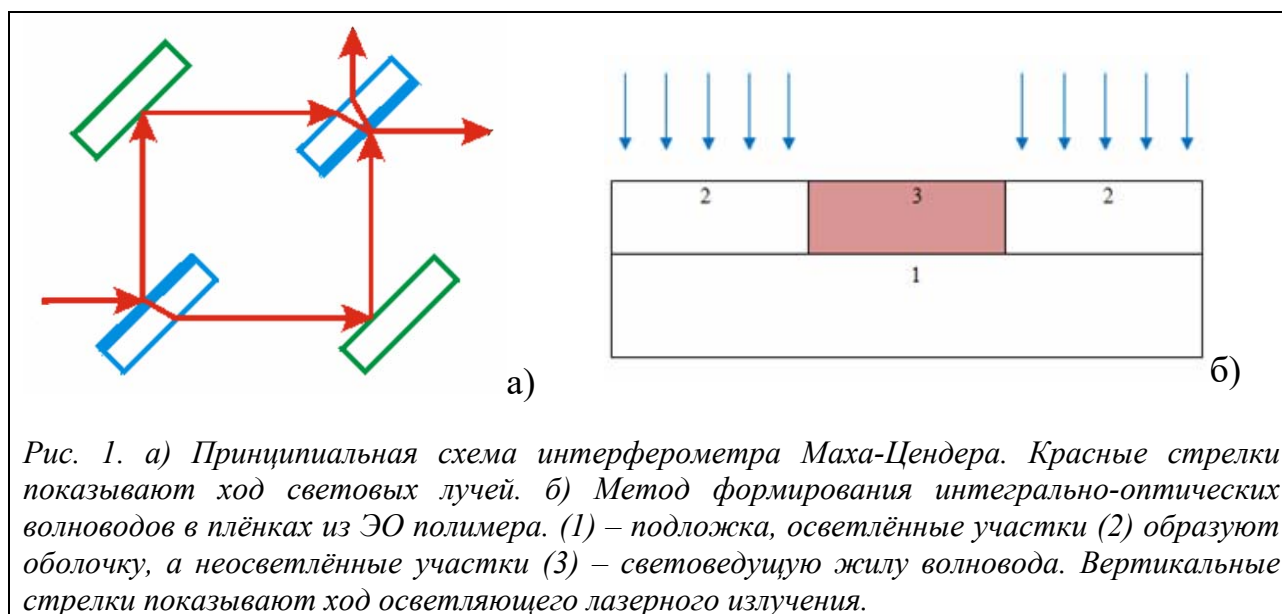 а)
2 3 2
1
б)
Рис. 1. а) Принципиальная схема интерферометра Маха-Цендера. Красные стрелки
показывают ход световых лучей. б) Метод формирования интегрально-оптических
волноводов в плёнках из ЭО полимера. (1) – подложка, осветлённые участки (2) образуют
оболочку, а неосветлённые участки (3) – световедущую жилу волновода. Вертикальные
стрелки показывают ход осветляющего лазерного излучения.